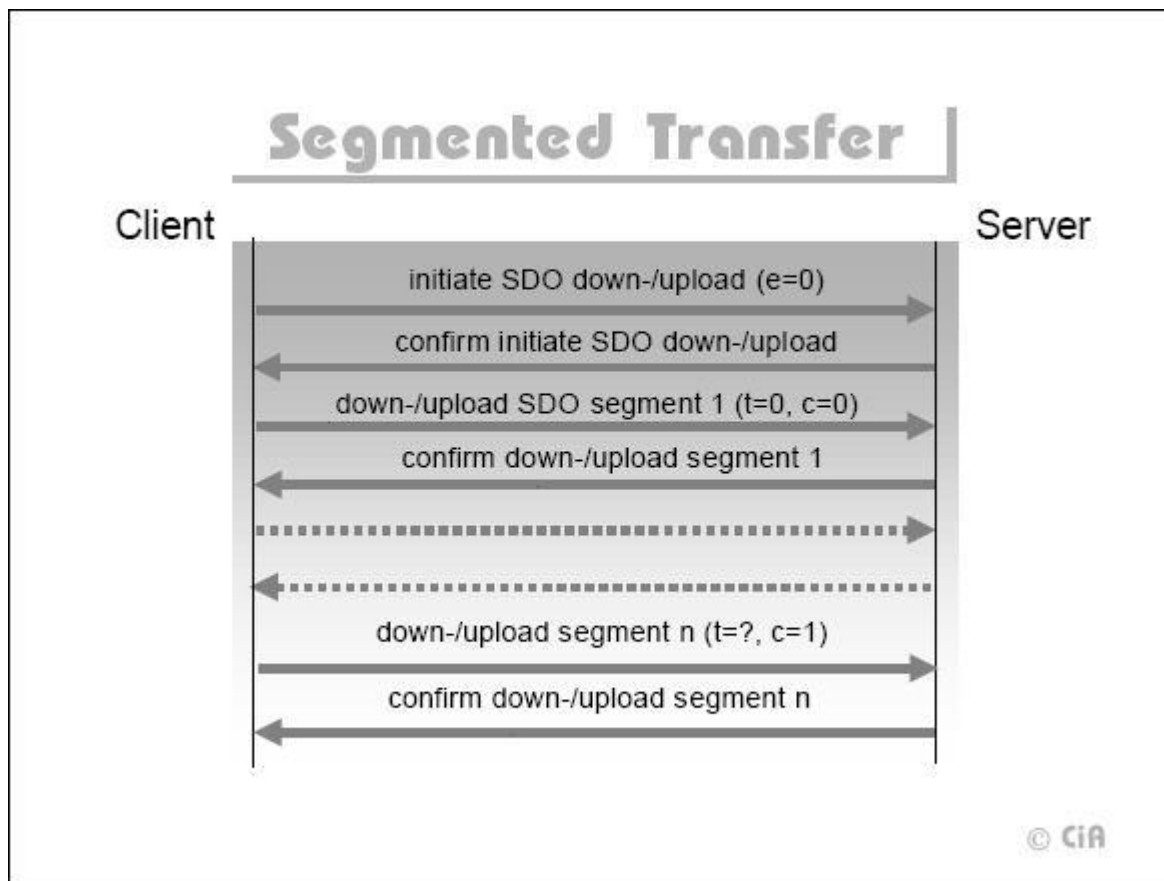 Segmented Transfer
Client
Server
initiate SDO down-/upload (e=0)
confirm initiate SDO down-/upload
down-/upload SDO segment 1 (t=0, c=0)
confirm down-/upload segment 1
down-/upload segment n (t=?, c=1)
confirm down-/upload segment n
© CiA